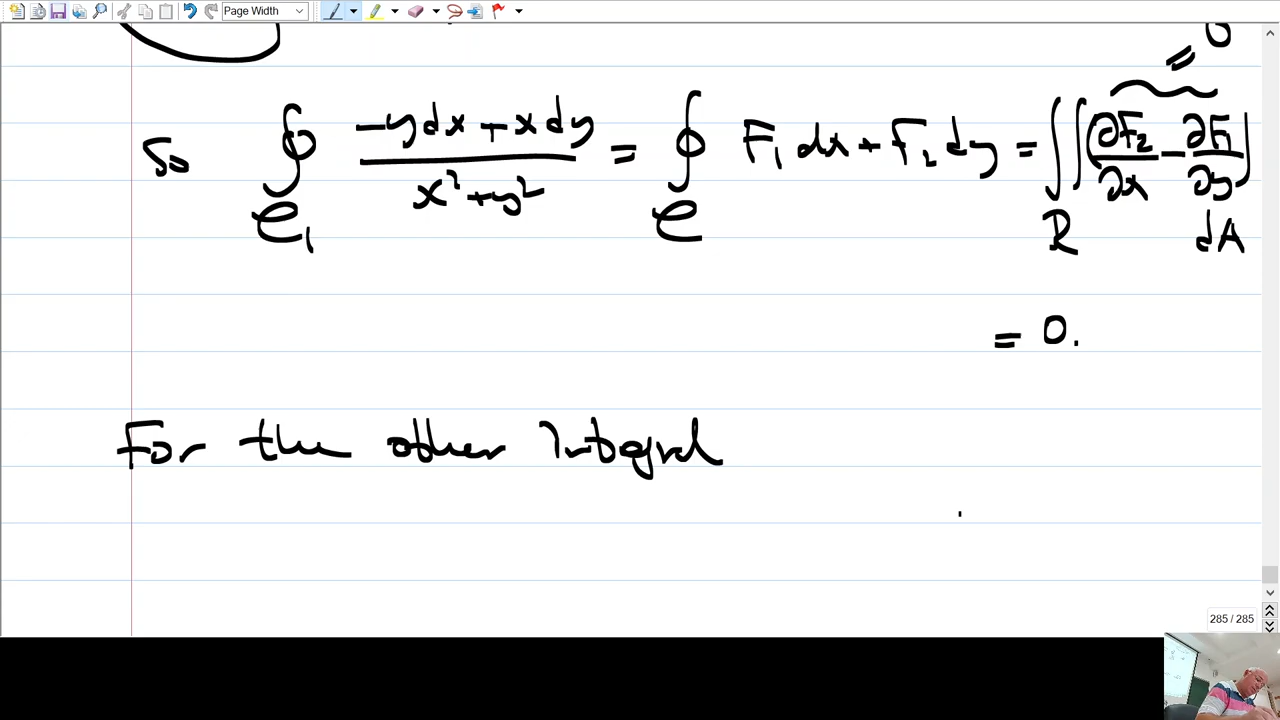 Page Width
= 0
So ∮_{C₁} (-y dx + x dy)/(x² + y²) = ∮_C F₁ dx + F₂ dy = ∬_R (∂F₂/∂x − ∂F₁/∂y) dA
= 0.
For the other integral
285 / 285